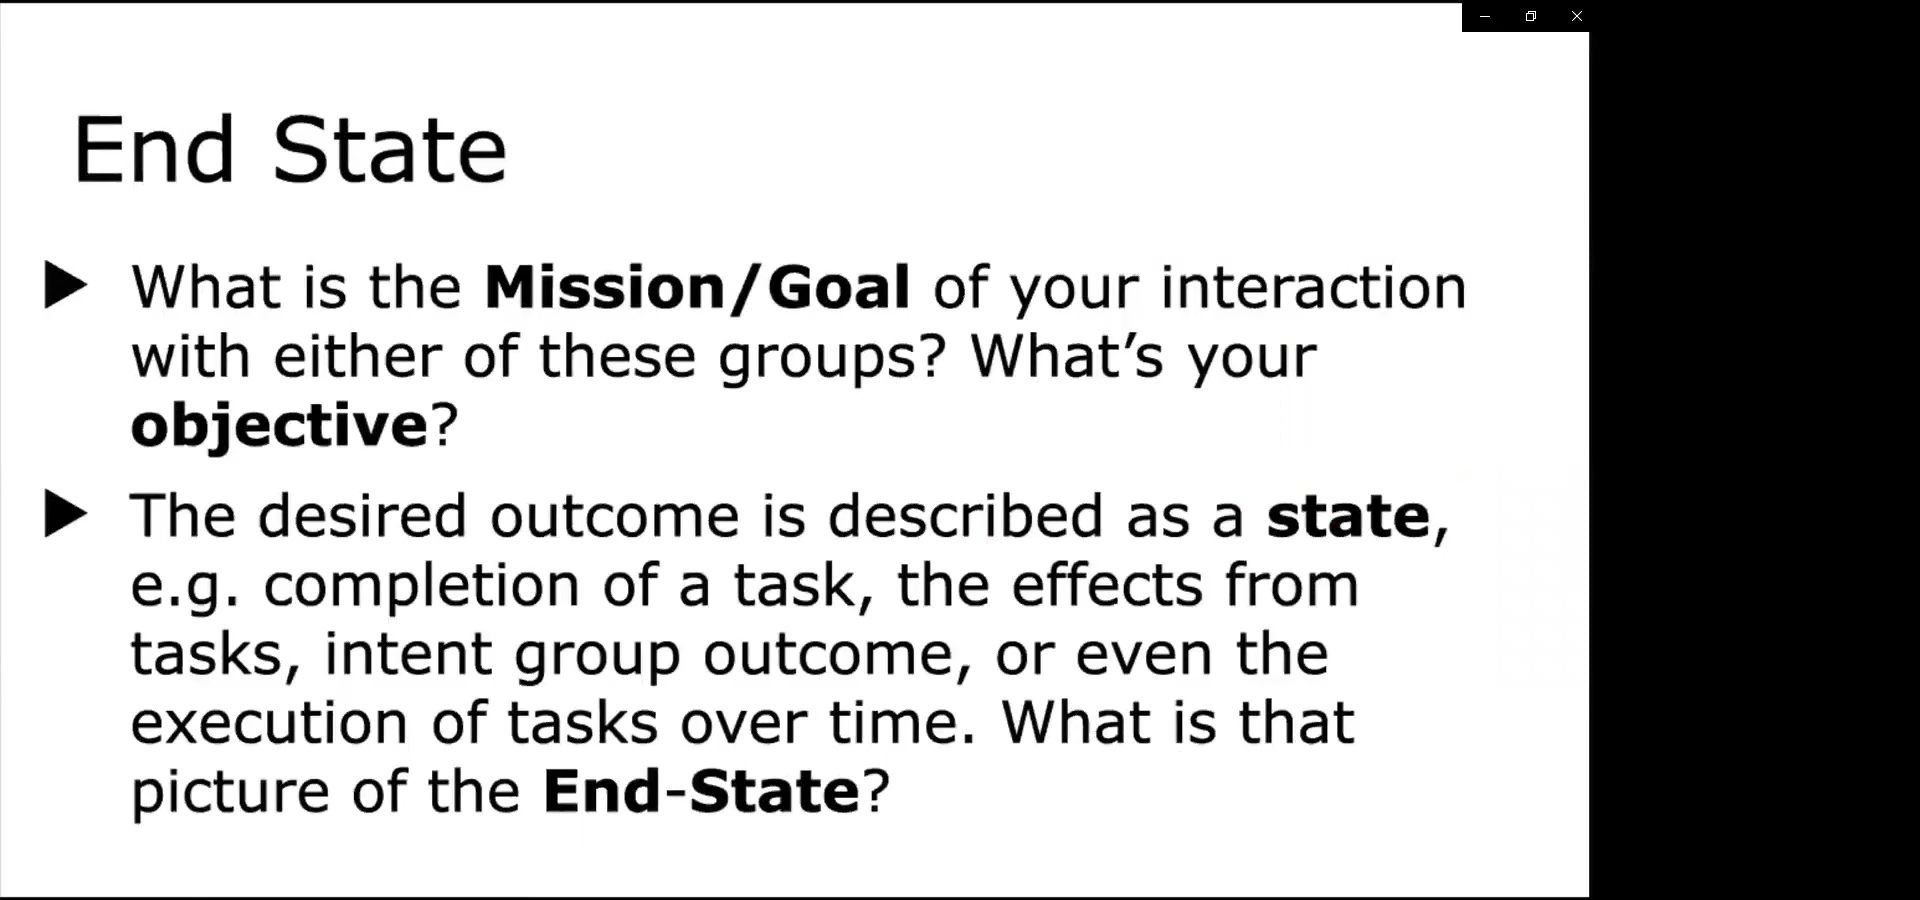 End State
What is the Mission/Goal of your interaction
with either of these groups? What’s your
objective?
The desired outcome is described as a state,
e.g. completion of a task, the effects from
tasks, intent group outcome, or even the
execution of tasks over time. What is that
picture of the End-State?